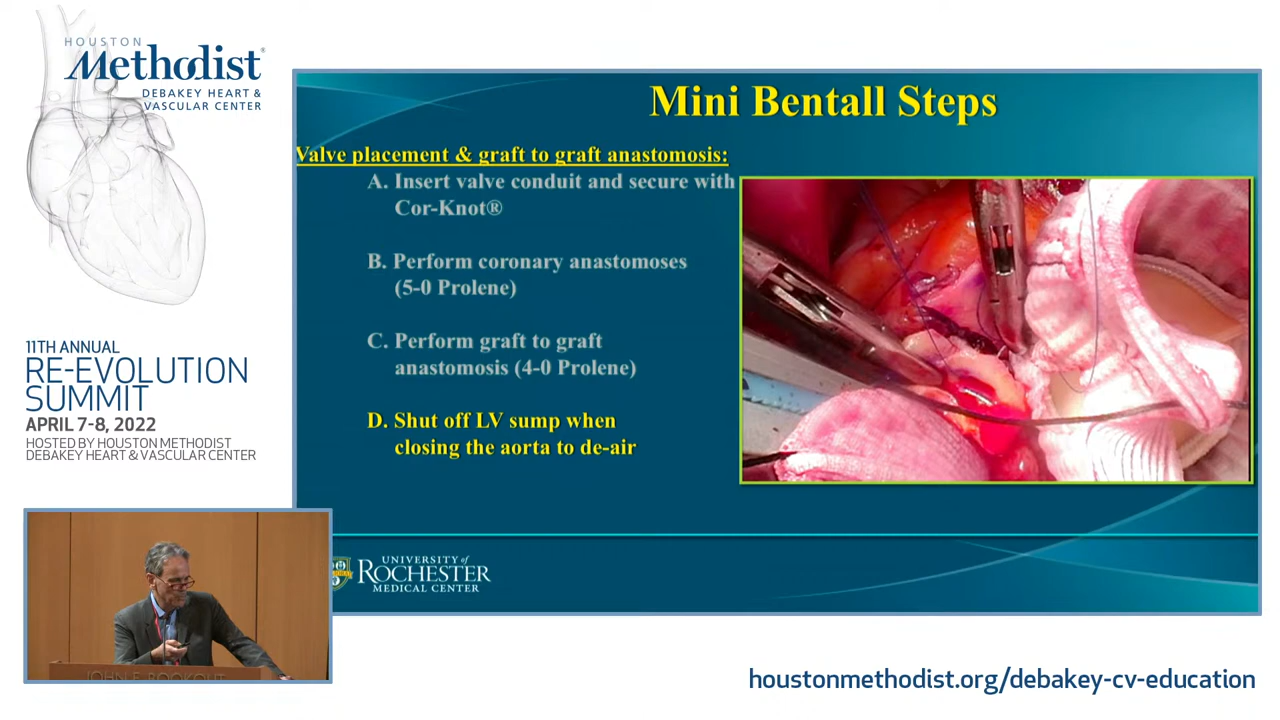 HOUSTON
Methodist®
DEBAKEY HEART &
VASCULAR CENTER
11TH ANNUAL
RE-EVOLUTION
SUMMIT
APRIL 7-8, 2022
HOSTED BY HOUSTON METHODIST
DEBAKEY HEART & VASCULAR CENTER
Mini Bentall Steps
Valve placement & graft to graft anastomosis:
A. Insert valve conduit and secure with
Cor-Knot®
B. Perform coronary anastomoses
(5-0 Prolene)
C. Perform graft to graft
anastomosis (4-0 Prolene)
D. Shut off LV sump when
closing the aorta to de-air
UNIVERSITY of
ROCHESTER
MEDICAL CENTER
JOHN F. BOOKOUT
houstonmethodist.org/debakey-cv-education